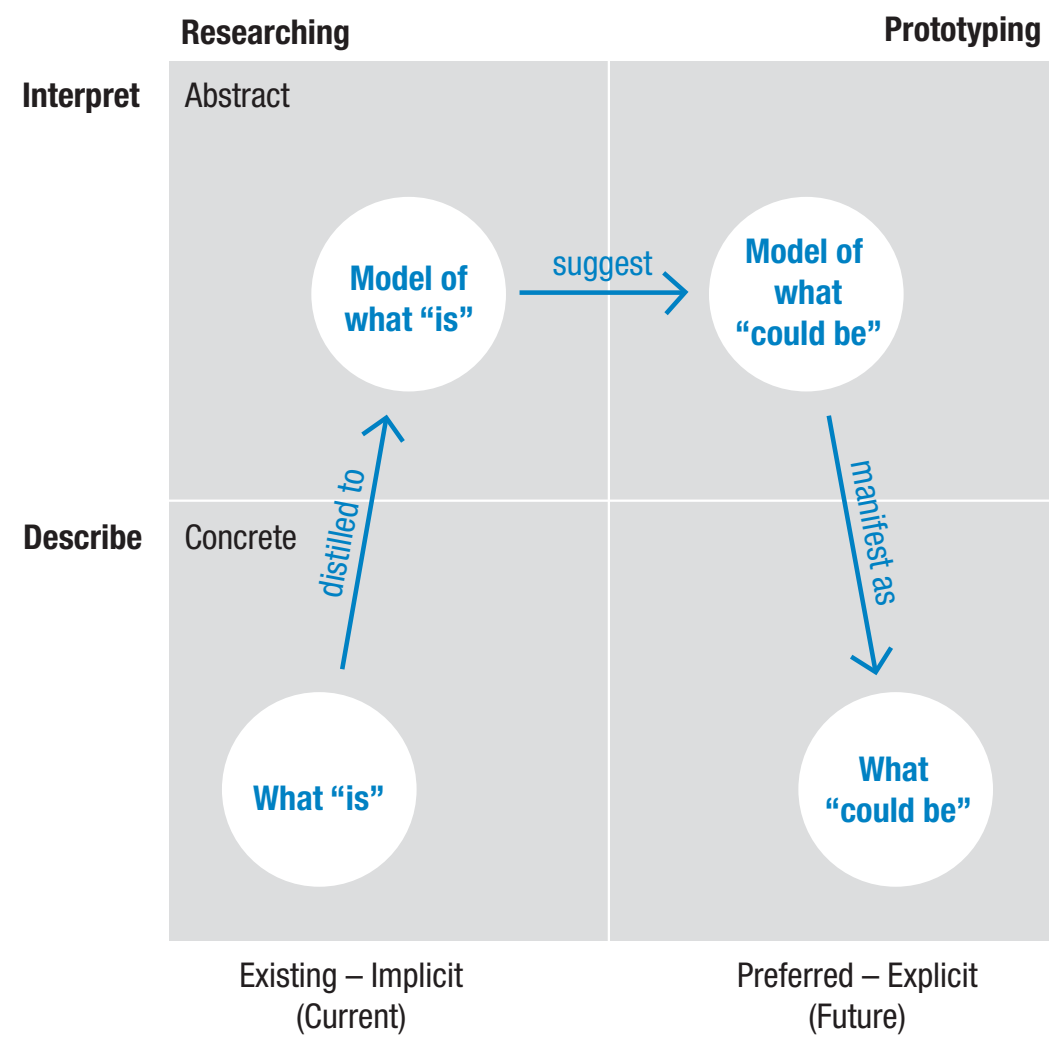 Researching
Prototyping
Interpret
Abstract
Model of
what “is”
suggest
Model of
what
“could be”
distilled to
manifest as
Describe
Concrete
What “is”
What
“could be”
Existing – Implicit
(Current)
Preferred – Explicit
(Future)